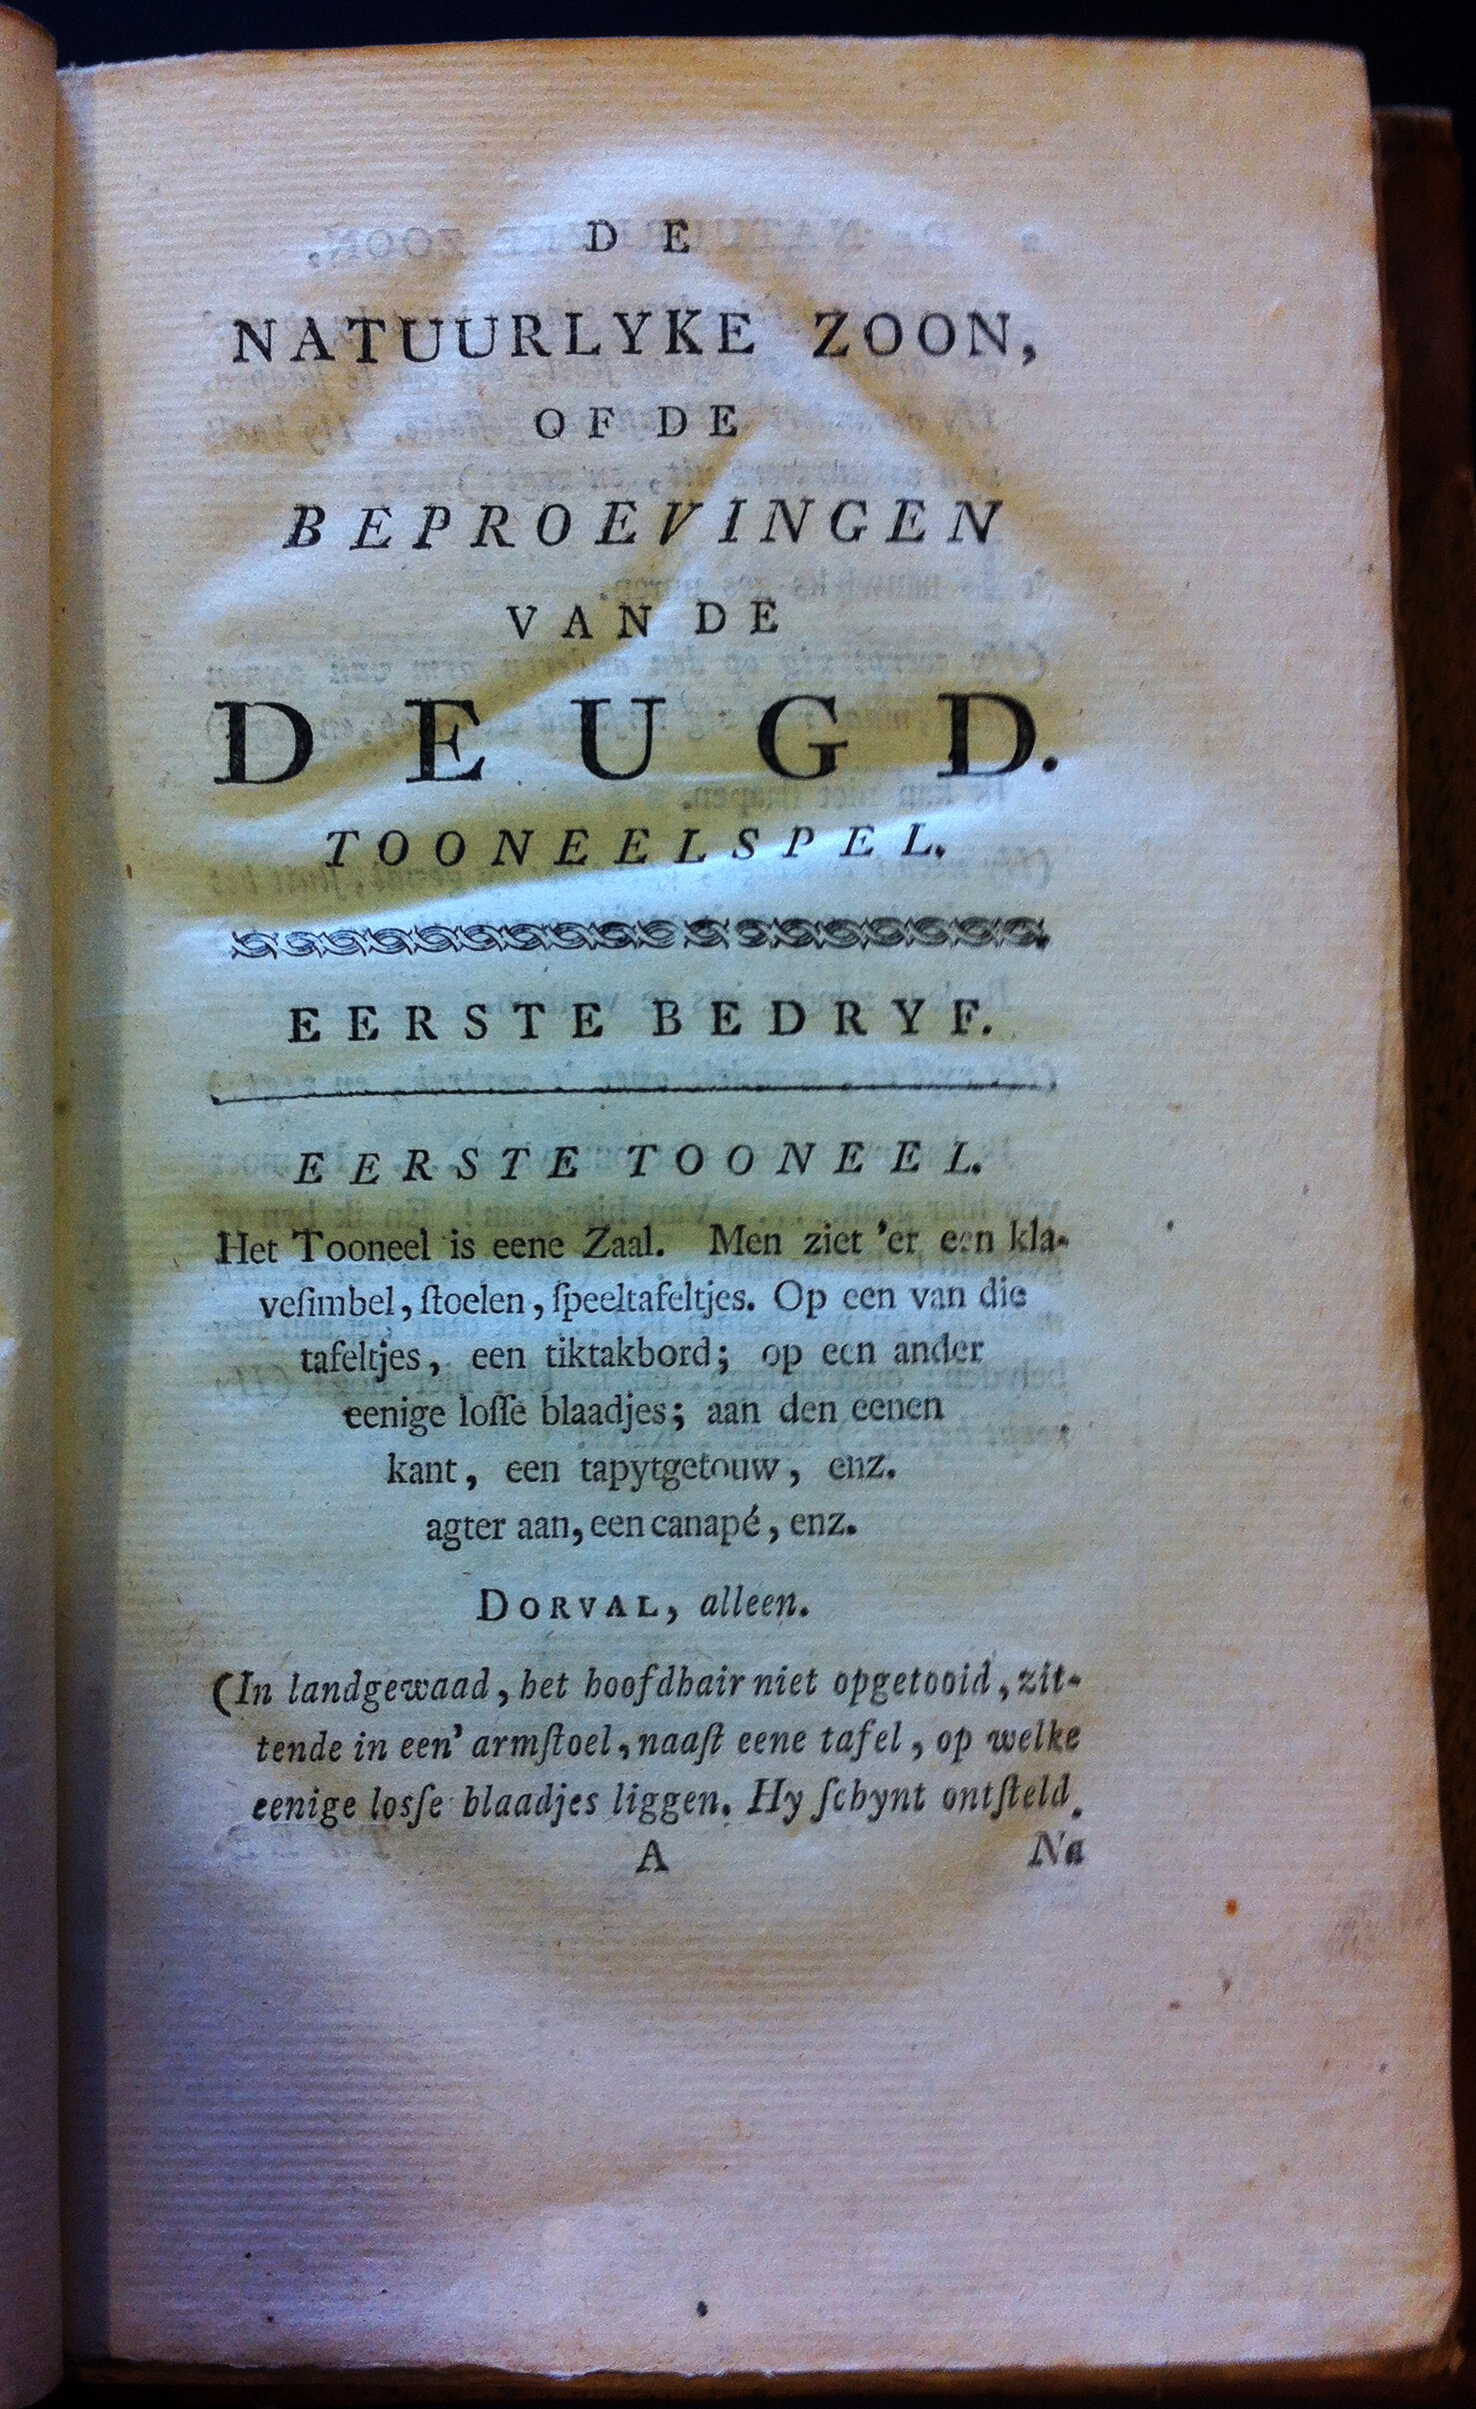 DE
NATUURLYKE ZOON,
OF DE
BEPROEVINGEN
VAN DE
DEUGD.
TOONEELSPEL.
EERSTE BEDRYF.
EERSTE TOONEEL.
Het Tooneel is eene Zaal. Men ziet 'er een kla-
veſimbel, ſtoelen, ſpeeltafeltjes. Op een van die
tafeltjes, een tiktakbord; op een ander
eenige loſſe blaadjes; aan den eenen
kant, een tapytgetouw, enz.
agter aan, een canapé, enz.
DORVAL, alleen.
(In landgewaad, het hoofdhair niet opgetooid, zit-
tende in een' armſtoel, naaſt eene tafel, op welke
eenige losſe blaadjes liggen. Hy ſchynt ontſteld.
A
Na